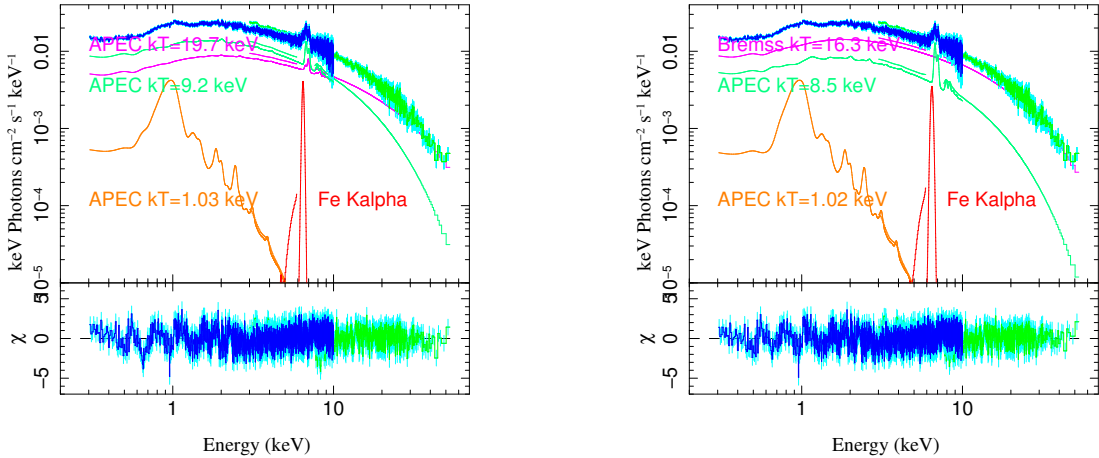 keV Photons cm⁻² s⁻¹ keV⁻¹
0.01
10⁻³
10⁻⁴
10⁻⁵
APEC kT=19.7 keV
APEC kT=9.2 keV
APEC kT=1.03 keV
Fe Kalpha
χ
5
0
−5
1
10
Energy (keV)
keV Photons cm⁻² s⁻¹ keV⁻¹
0.01
10⁻³
10⁻⁴
10⁻⁵
Bremss kT=16.3 keV
APEC kT=8.5 keV
APEC kT=1.02 keV
Fe Kalpha
χ
5
0
−5
1
10
Energy (keV)